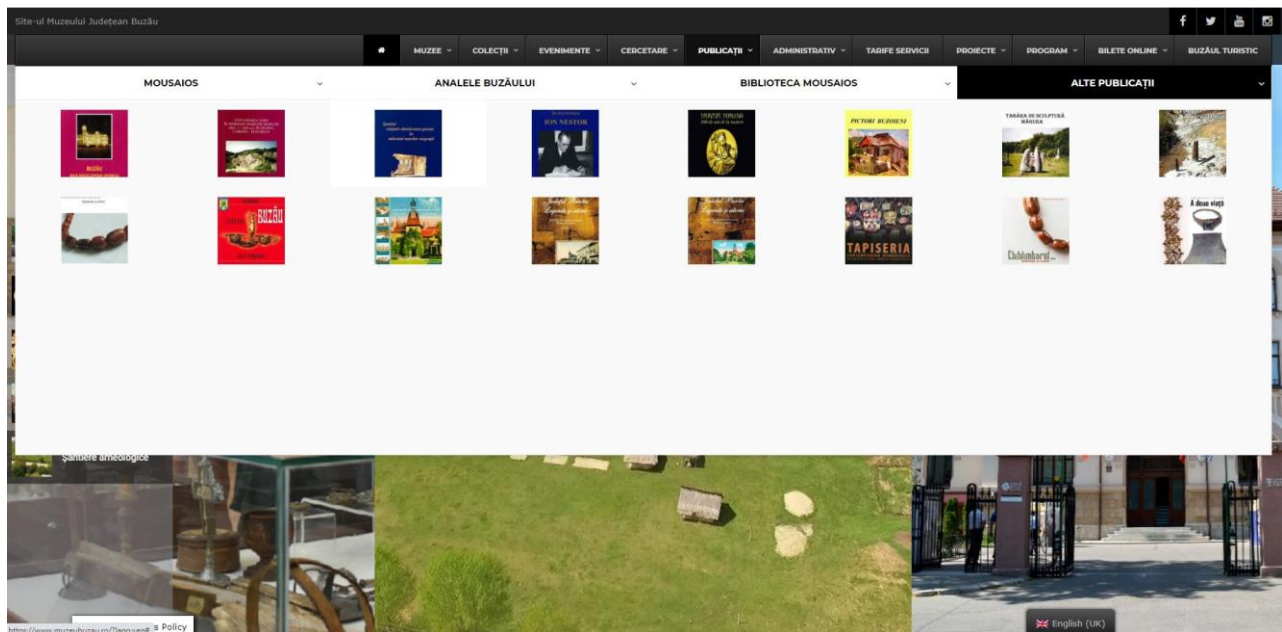 Site-ul Muzeului Județean Buzău
MUZEE
COLECȚII
EVENIMENTE
CERCETARE
PUBLICAȚII
ADMINISTRATIV
TARIFE SERVICII
PROIECTE
PROGRAM
BILETE ONLINE
BUZĂUL TURISTIC
MOUSAIOS
ANALELE BUZĂULUI
BIBLIOTECA MOUSAIOS
ALTE PUBLICAȚII
BUZĂU
ION NESTOR
PICTORI BUZOIENI
TABĂRA DE SCULPTURĂ
MĂGURA
BUZĂU
TAPISERIA
Chihlimbarul
A doua viață
Șantiere arheologice
s Policy
English (UK)